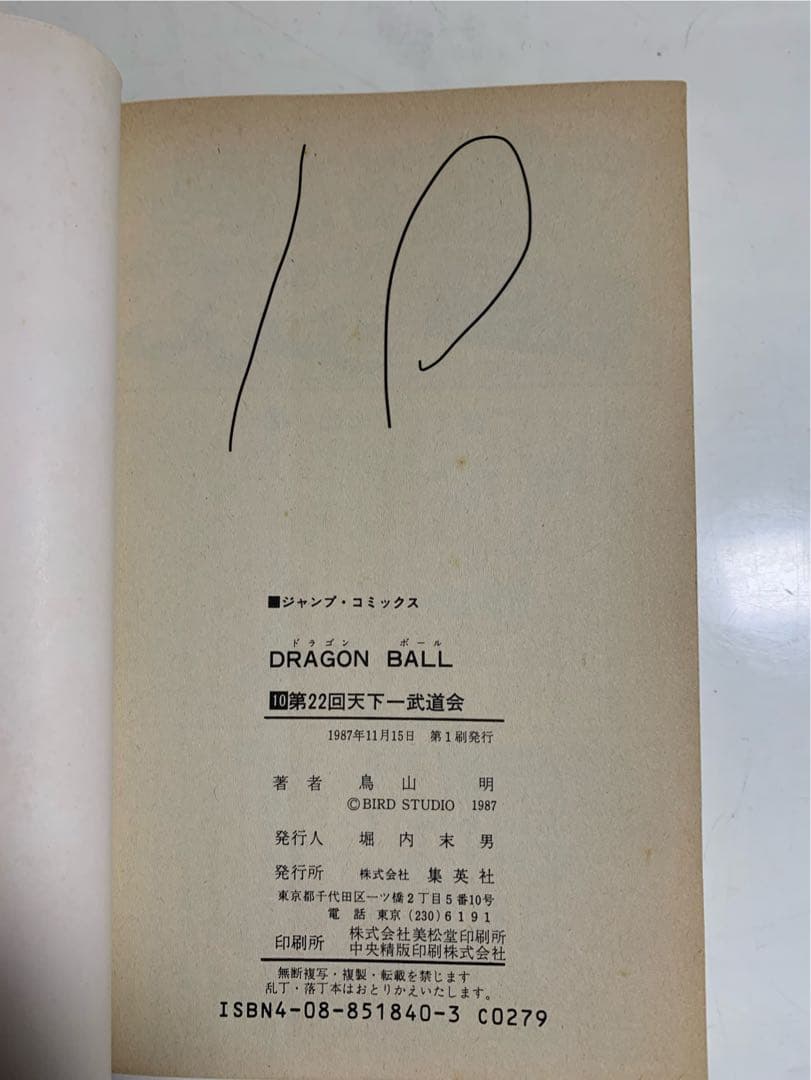 10
■ジャンプ・コミックス
ドラゴン ボール
DRAGON BALL
10第22回天下一武道会
1987年11月15日 第1刷発行
著者 鳥山 明
©BIRD STUDIO 1987
発行人 堀内末男
発行所 株式会社 集英社
東京都千代田区一ツ橋2丁目5番10号
電話 東京(230)6191
印刷所 株式会社美松堂印刷所
中央精版印刷株式会社
無断複写・複製・転載を禁じます
乱丁・落丁本はおとりかえいたします。
ISBN4-08-851840-3 C0279